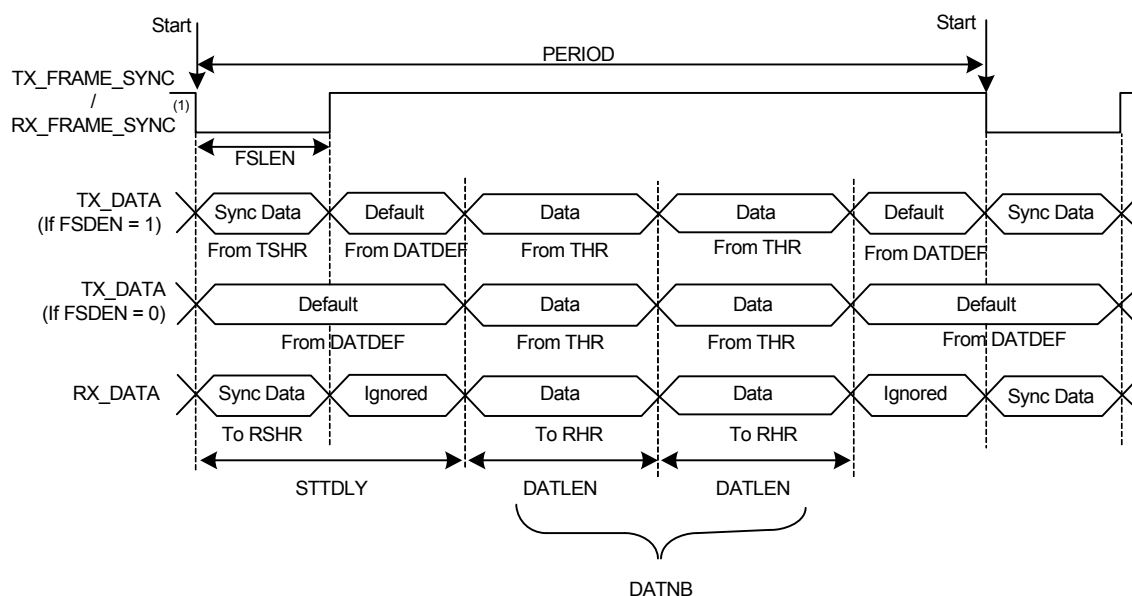 Start
Start
PERIOD
TX_FRAME_SYNC
/
RX_FRAME_SYNC
(1)
FSLEN
TX_DATA
(If FSDEN = 1)
Sync Data
Default
Data
Data
Default
Sync Data
From TSHR
From DATDEF
From THR
From THR
From DATDEF
TX_DATA
(If FSDEN = 0)
Default
Data
Data
Default
From DATDEF
From THR
From THR
From DATDEF
RX_DATA
Sync Data
Ignored
Data
Data
Ignored
Sync Data
To RSHR
To RHR
To RHR
STTDLY
DATLEN
DATLEN
DATNB